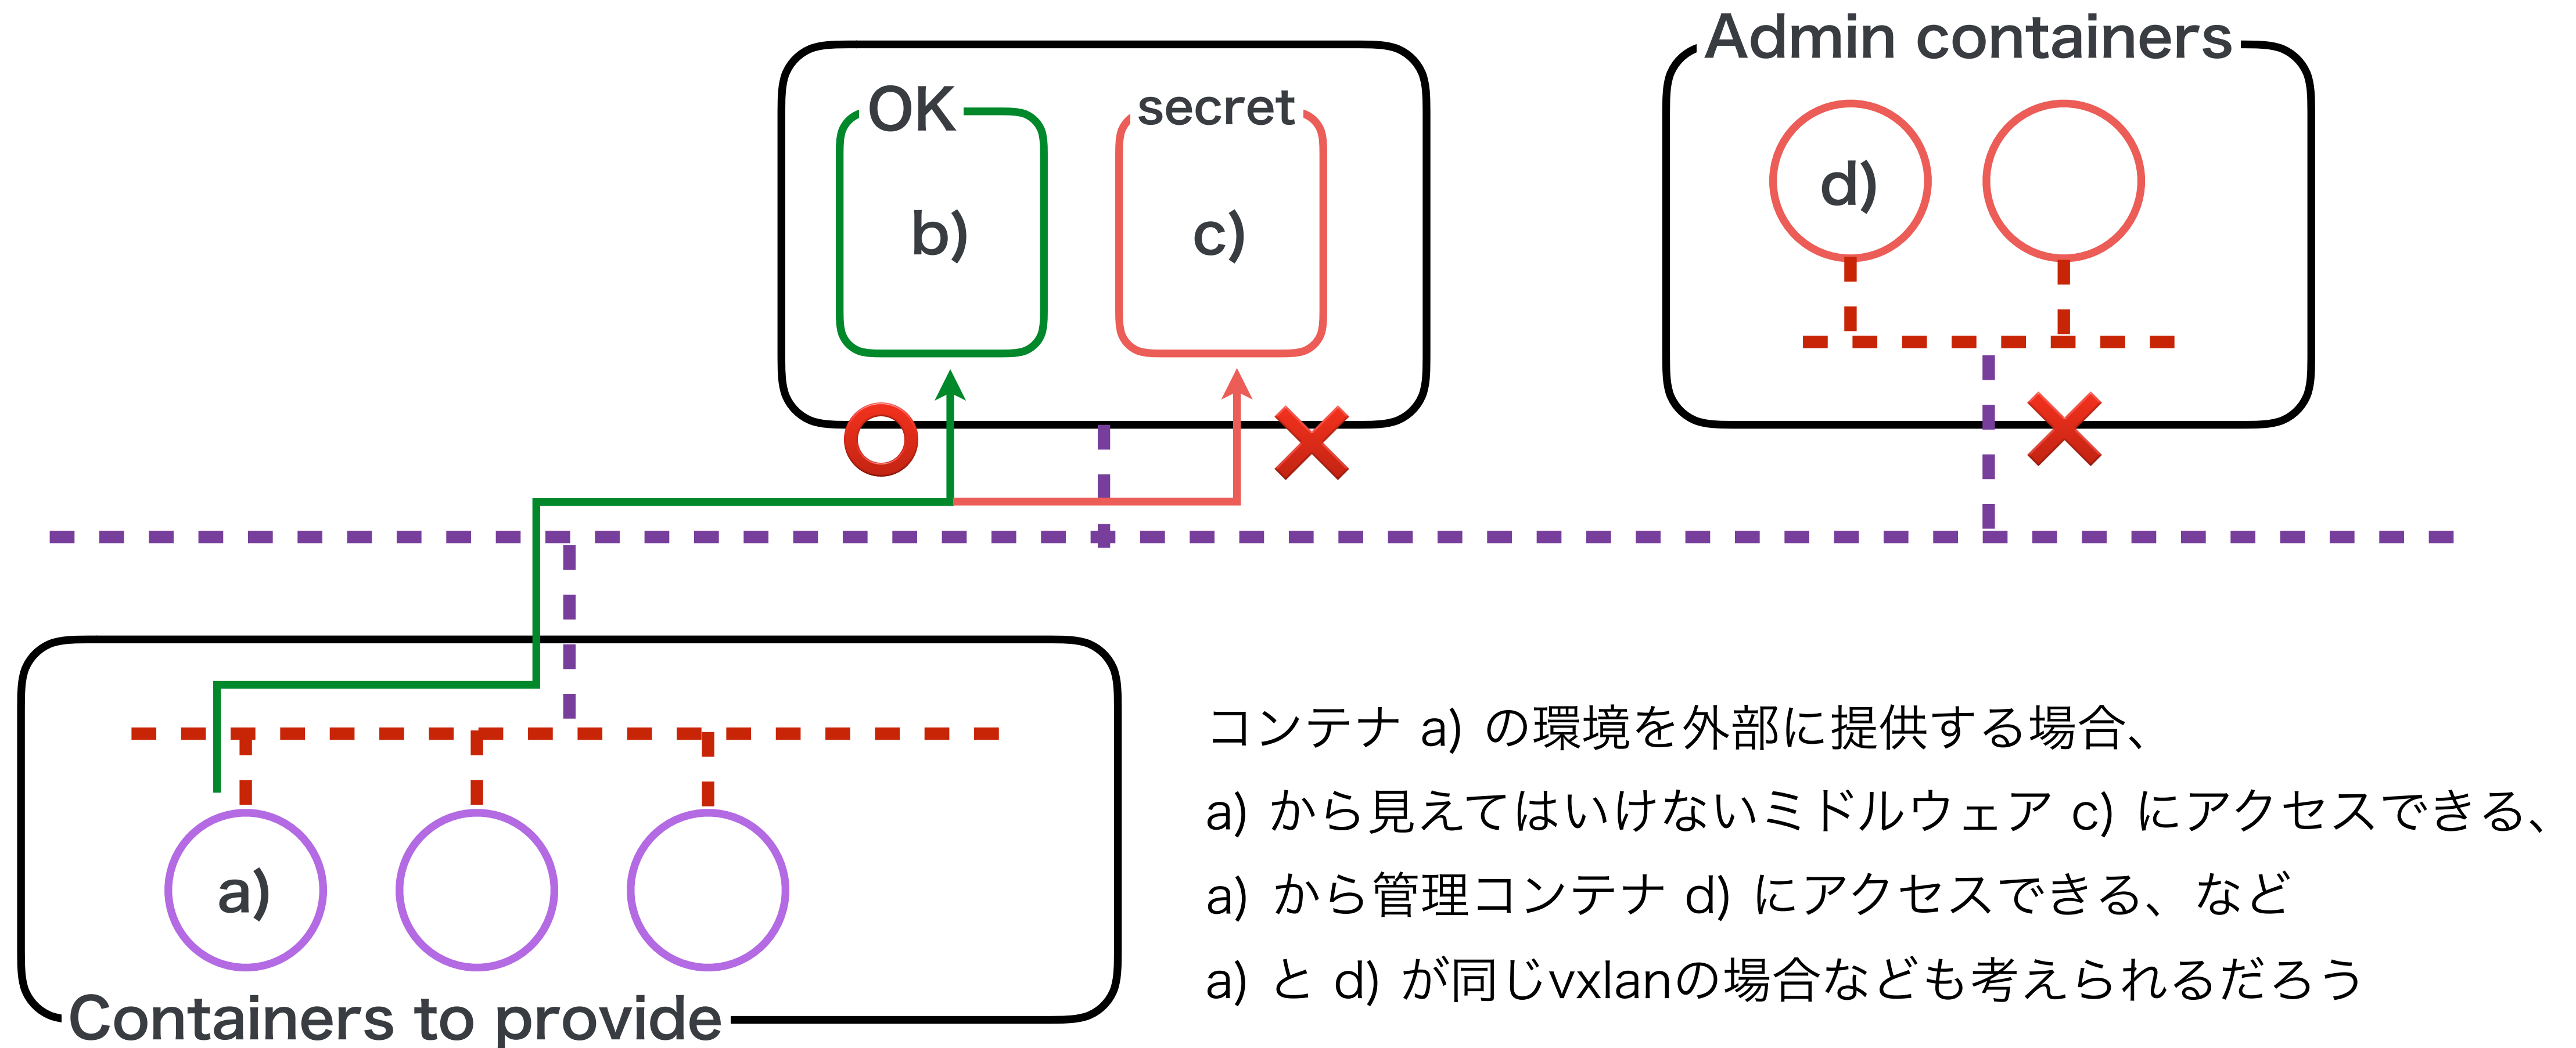 Admin containers
OK
secret
b)
c)
d)
a)
Containers to provide
コンテナ a) の環境を外部に提供する場合、
a) から見えてはいけないミドルウェア c) にアクセスできる、
a) から管理コンテナ d) にアクセスできる、など
a) と d) が同じvxlanの場合なども考えられるだろう